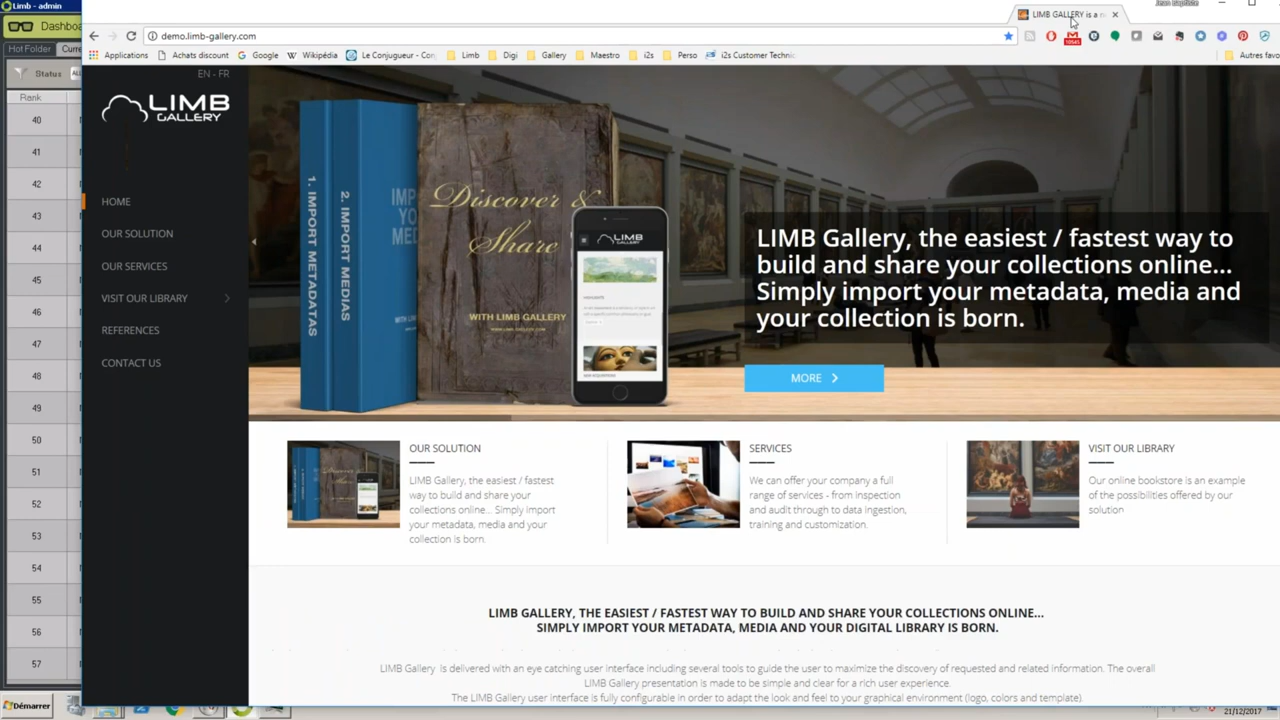 Limb - admin
Dashboa
Hot Folder
Curre
Status
Rank
40
41
42
43
44
45
46
47
48
49
50
51
52
53
54
55
56
57
Jean Baptiste
LIMB GALLERY is a
demo.limb-gallery.com
Applications
Achats discount
Google
Wikipédia
Le Conjugueur - Con
Limb
Digi
Gallery
Maestro
i2s
Perso
i2s Customer Technic
Autres favo
EN - FR
LIMB
GALLERY
HOME
OUR SOLUTION
OUR SERVICES
VISIT OUR LIBRARY
REFERENCES
CONTACT US
1. IMPORT METADATAS
2. IMPORT MEDIAS
Discover &
Share
WITH LIMB GALLERY
LIMB
GALLERY
LIMB Gallery, the easiest / fastest way to
build and share your collections online...
Simply import your metadata, media and
your collection is born.
MORE
OUR SOLUTION
LIMB Gallery, the easiest / fastest
way to build and share your
collections online... Simply import
your metadata, media and your
collection is born.
SERVICES
We can offer your company a full
range of services - from inspection
and audit through to data ingestion,
training and customization.
VISIT OUR LIBRARY
Our online bookstore is an example
of the possibilities offered by our
solution
LIMB GALLERY, THE EASIEST / FASTEST WAY TO BUILD AND SHARE YOUR COLLECTIONS ONLINE...
SIMPLY IMPORT YOUR METADATA, MEDIA AND YOUR DIGITAL LIBRARY IS BORN.
LIMB Gallery is delivered with an eye catching user interface including several tools to guide the user to maximize the discovery of requested and related information. The overall
LIMB Gallery presentation is made to be simple and clear for a rich user experience.
The LIMB Gallery user interface is fully configurable in order to adapt the look and feel to your graphical environment (logo, colors and template).
Démarrer
21/12/2017